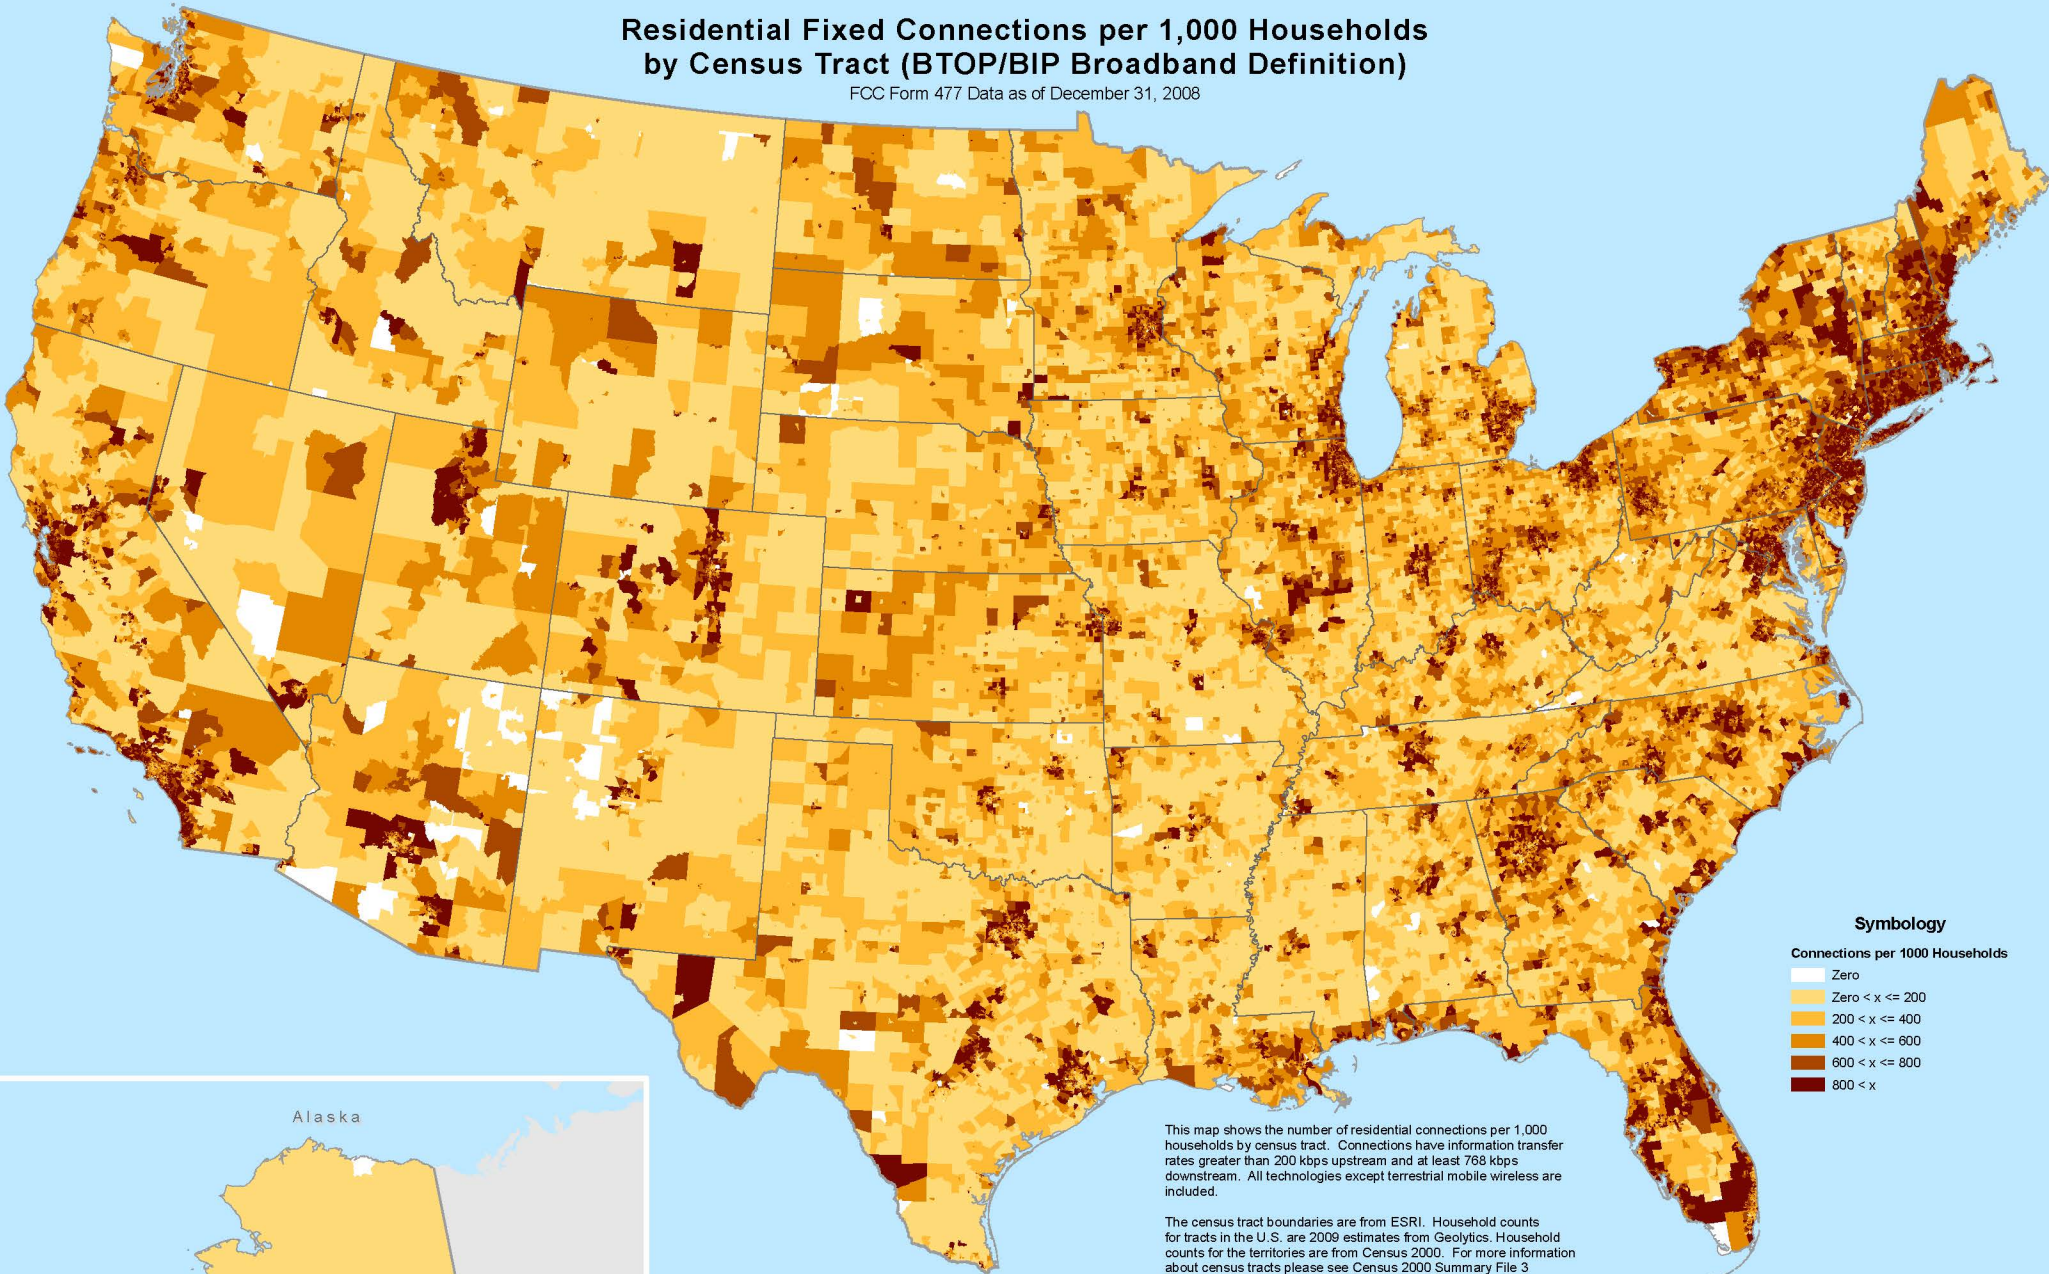 Residential Fixed Connections per 1,000 Households
by Census Tract (BTOP/BIP Broadband Definition)
FCC Form 477 Data as of December 31, 2008
Symbology
Connections per 1000 Households
Zero
Zero < x <= 200
200 < x <= 400
400 < x <= 600
600 < x <= 800
800 < x
Alaska
This map shows the number of residential connections per 1,000
households by census tract. Connections have information transfer
rates greater than 200 kbps upstream and at least 768 kbps
downstream. All technologies except terrestrial mobile wireless are
included.
The census tract boundaries are from ESRI. Household counts
for tracts in the U.S. are 2009 estimates from Geolytics. Household
counts for the territories are from Census 2000. For more information
about census tracts please see Census 2000 Summary File 3